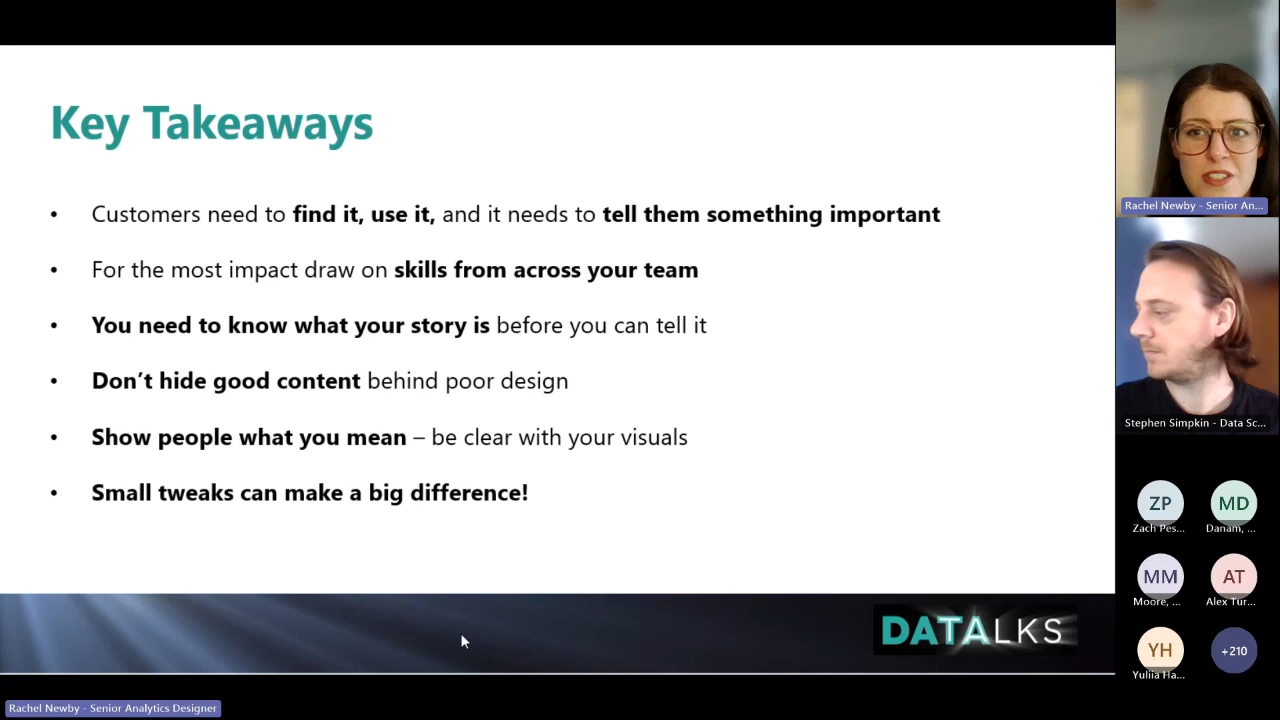 Key Takeaways
• Customers need to find it, use it, and it needs to tell them something important
• For the most impact draw on skills from across your team
• You need to know what your story is before you can tell it
• Don’t hide good content behind poor design
• Show people what you mean – be clear with your visuals
• Small tweaks can make a big difference!
DATALKS
Rachel Newby - Senior Analytics Designer
Rachel Newby - Senior An...
Stephen Simpkin - Data Sc...
ZP
Zach Pes...
MD
Danam, ...
MM
Moore, ...
AT
Alex Tur...
YH
Yuliia Ha...
+210